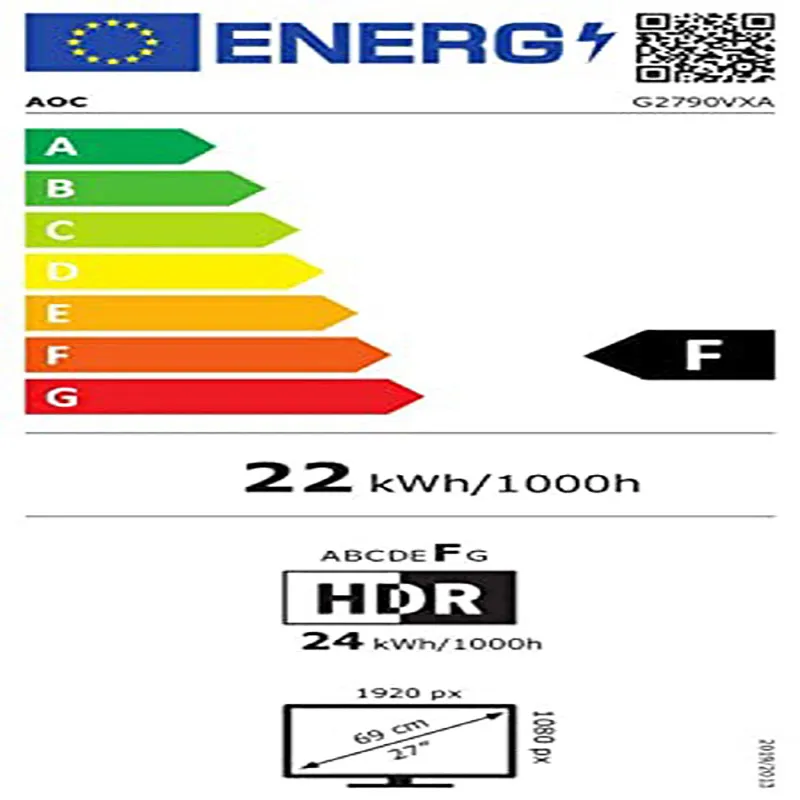 ENERG
AOC G2790VXA
A
B
C
D
E
F
G
F
22 kWh/1000h
ABCDEFG
HDR
24 kWh/1000h
1920 px
69 cm
27"
1080 px
2019/2013